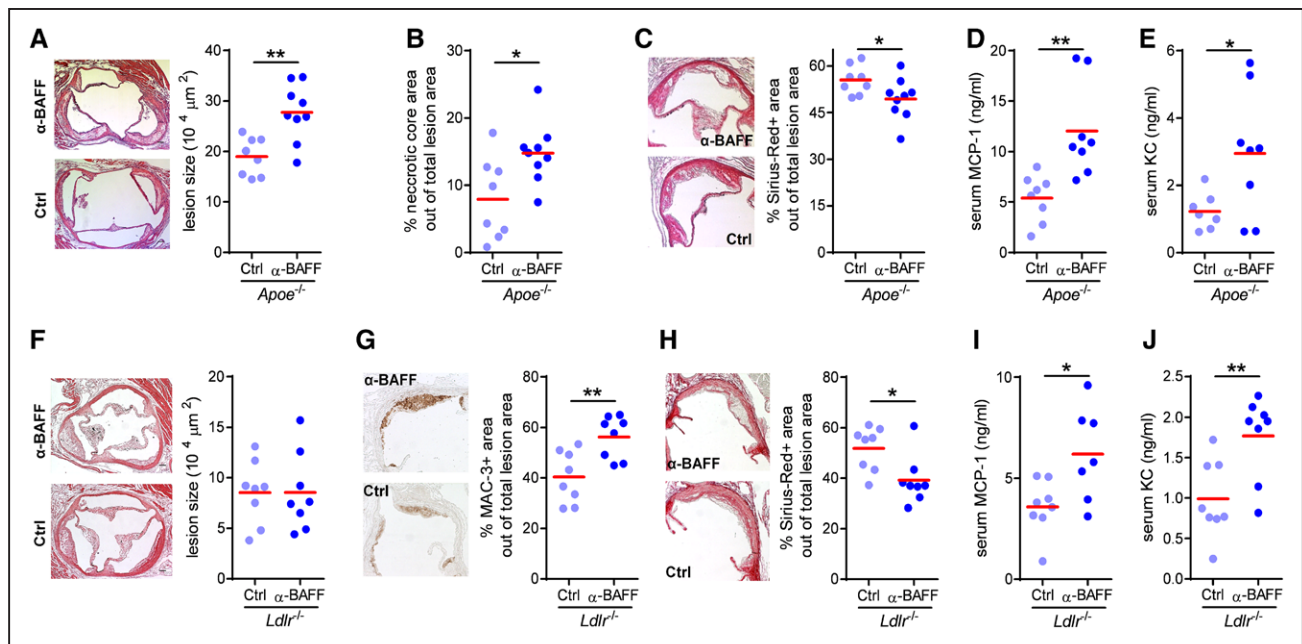 A
α-BAFF
Ctrl
lesion size (10⁴ μm²)
40
30
20
10
0
**
Ctrl α-BAFF
Apoe-/-
B
% neccrotic core area
out of total lesion area
30
20
10
0
*
Ctrl α-BAFF
Apoe-/-
C
α-BAFF
Ctrl
% Sirius-Red+ area
out of total lesion area
60
45
30
15
0
*
Ctrl α-BAFF
Apoe-/-
D
serum MCP-1 (ng/ml)
20
15
10
5
0
**
Ctrl α-BAFF
Apoe-/-
E
serum KC (ng/ml)
6
4
2
0
*
Ctrl α-BAFF
Apoe-/-
F
α-BAFF
Ctrl
lesion size (10⁴ μm²)
20
15
10
5
0
Ctrl α-BAFF
Ldlr-/-
G
α-BAFF
Ctrl
% MAC-3+ area
out of total lesion area
80
60
40
20
0
**
Ctrl α-BAFF
Ldlr-/-
H
α-BAFF
Ctrl
% Sirius-Red+ area
out of total lesion area
80
60
40
20
0
*
Ctrl α-BAFF
Ldlr-/-
I
serum MCP-1 (ng/ml)
9
6
3
0
*
Ctrl α-BAFF
Ldlr-/-
J
serum KC (ng/ml)
2.5
2.0
1.5
1.0
0.5
0.0
**
Ctrl α-BAFF
Ldlr-/-